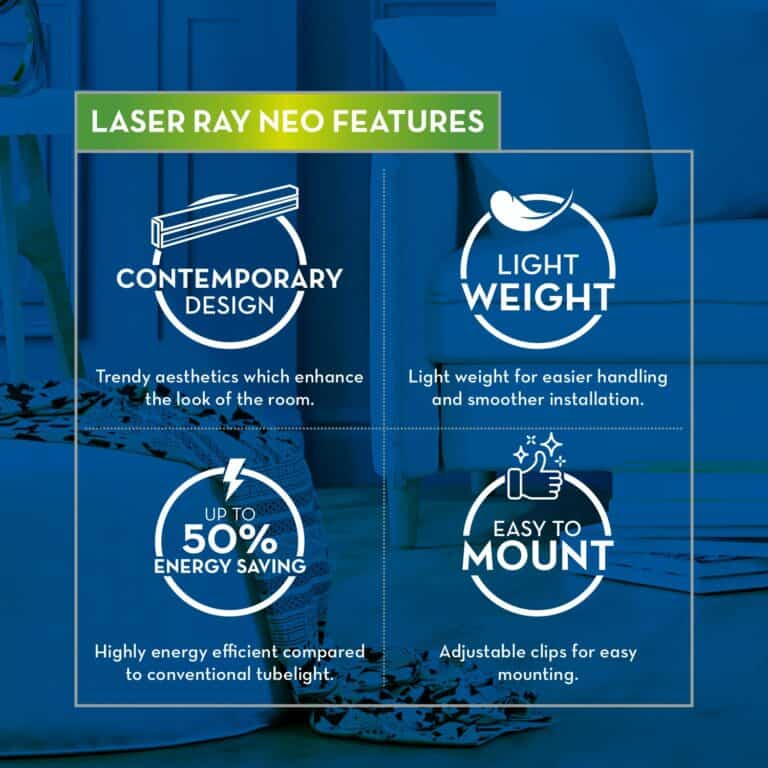 LASER RAY NEO FEATURES
CONTEMPORARY
DESIGN
Trendy aesthetics which enhance
the look of the room.
LIGHT
WEIGHT
Light weight for easier handling
and smoother installation.
UP TO
50%
ENERGY SAVING
Highly energy efficient compared
to conventional tubelight.
EASY TO
MOUNT
Adjustable clips for easy
mounting.